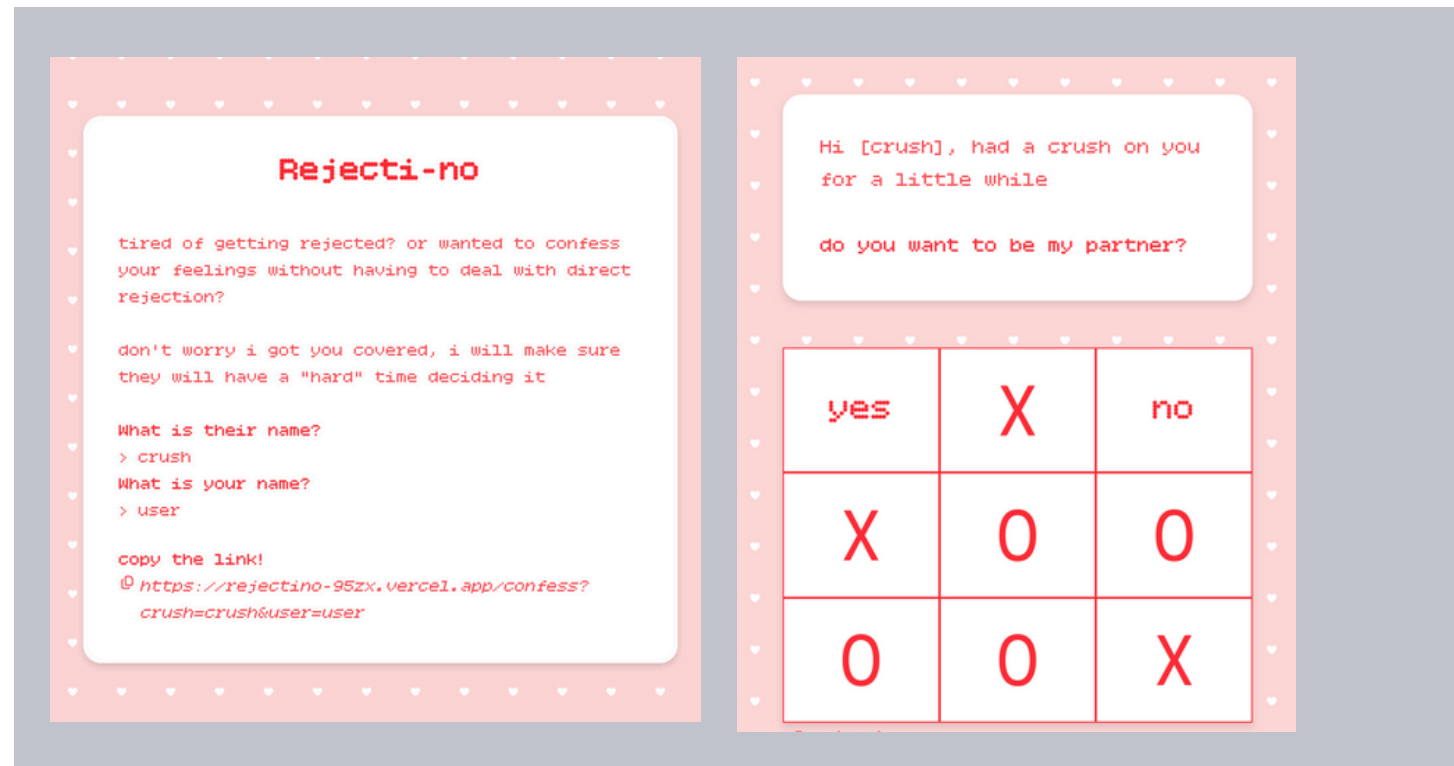 Rejecti-no
tired of getting rejected? or wanted to confess
your feelings without having to deal with direct
rejection?
don't worry i got you covered, i will make sure
they will have a "hard" time deciding it
What is their name?
> crush
What is your name?
> user
copy the link!
https://rejectino-95zx.vercel.app/confess?
crush=crush&user=user
Hi [crush], had a crush on you
for a little while
do you want to be my partner?
yes X no
X O O
O O X